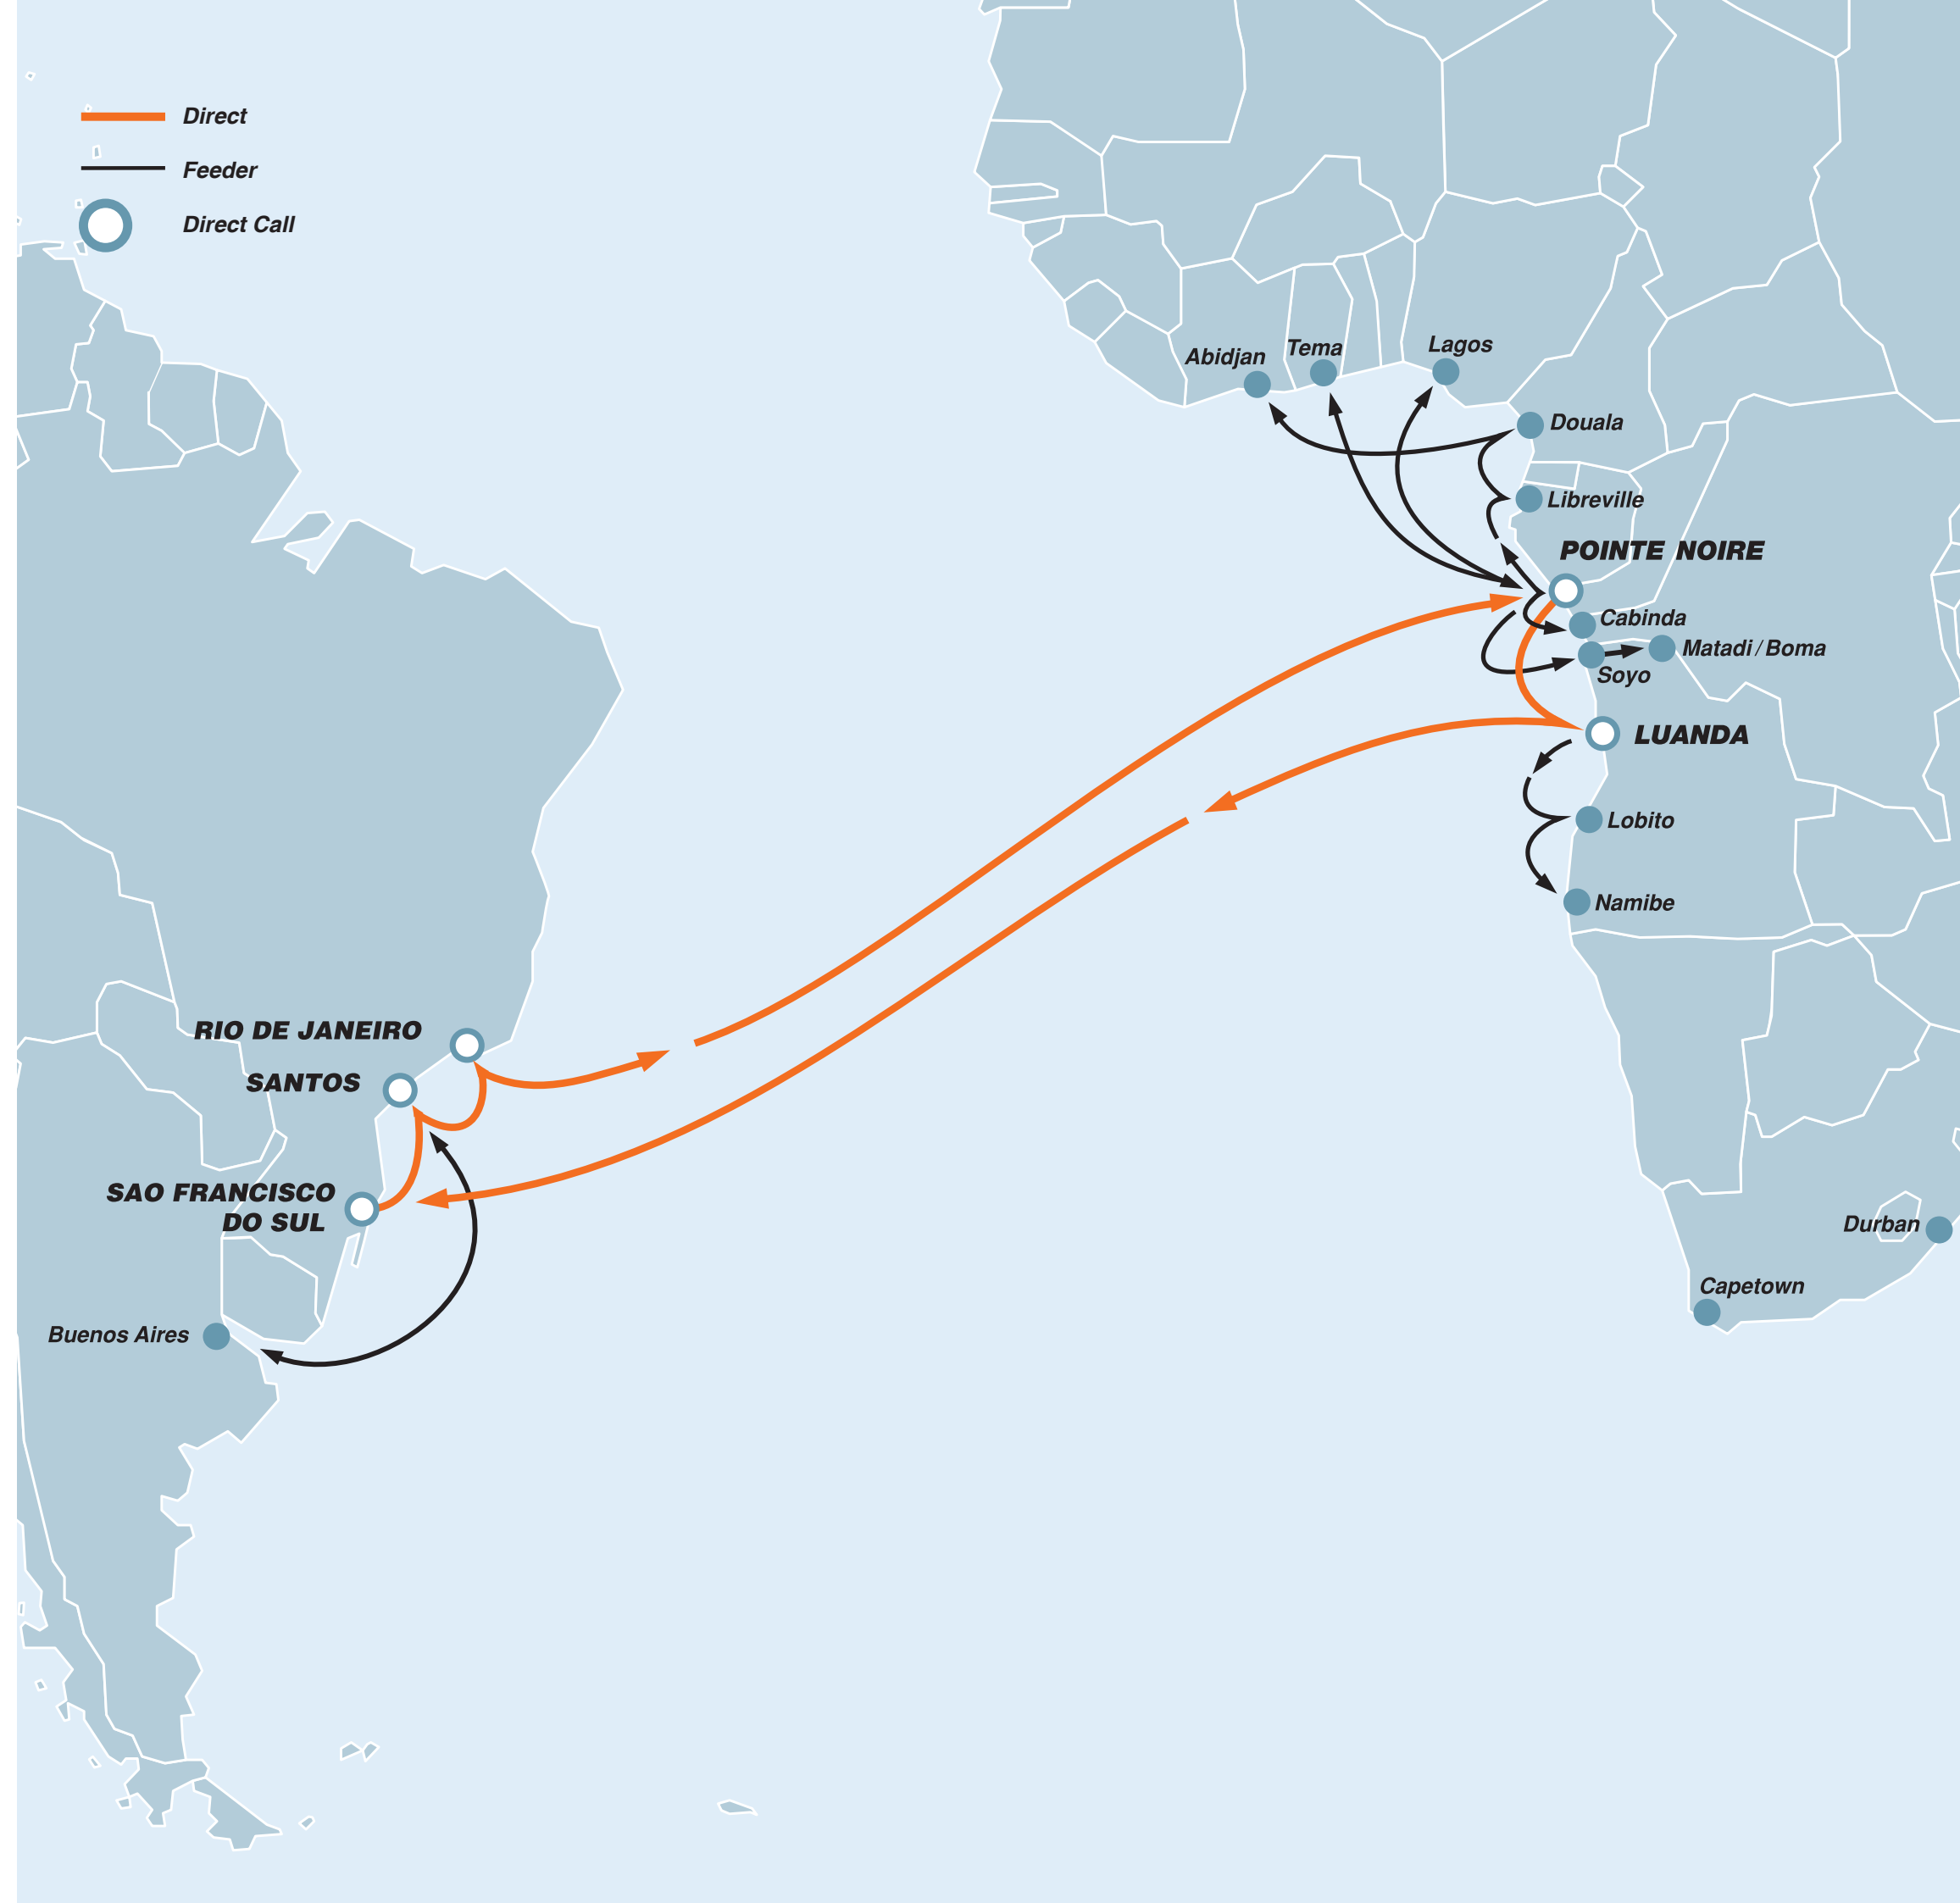 Direct
Feeder
Direct Call
Abidjan
Tema
Lagos
Douala
Libreville
POINTE NOIRE
Cabinda
Matadi / Boma
Soyo
LUANDA
Lobito
Namibe
RIO DE JANEIRO
SANTOS
SAO FRANCISCO
DO SUL
Durban
Capetown
Buenos Aires